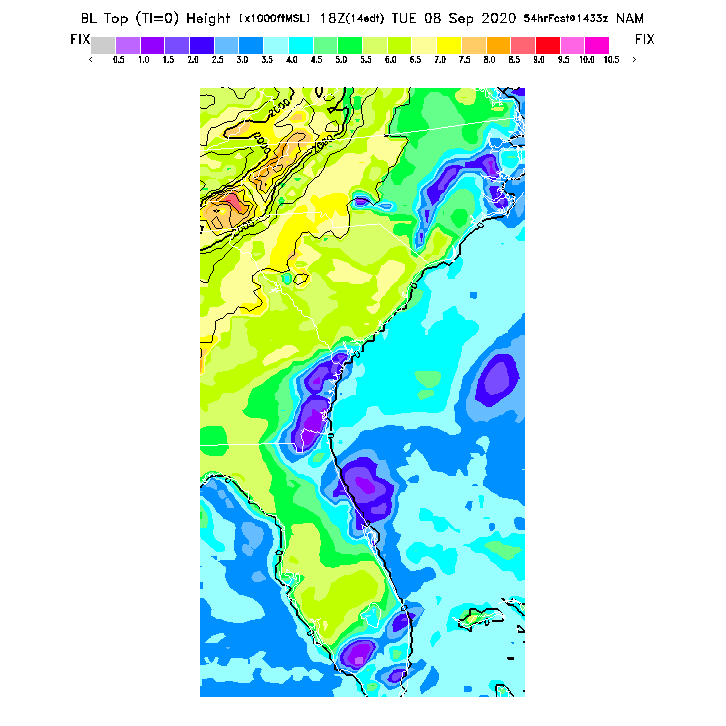 BL Top (TI=0) Height [x1000ftMSL] 18Z(14edt) TUE 08 Sep 2020 54hrFcst@1433z NAM
FIX FIX
< 0.5 1.0 1.5 2.0 2.5 3.0 3.5 4.0 4.5 5.0 5.5 6.0 6.5 7.0 7.5 8.0 8.5 9.0 9.5 10.0 10.5 >
2000
2000
2000